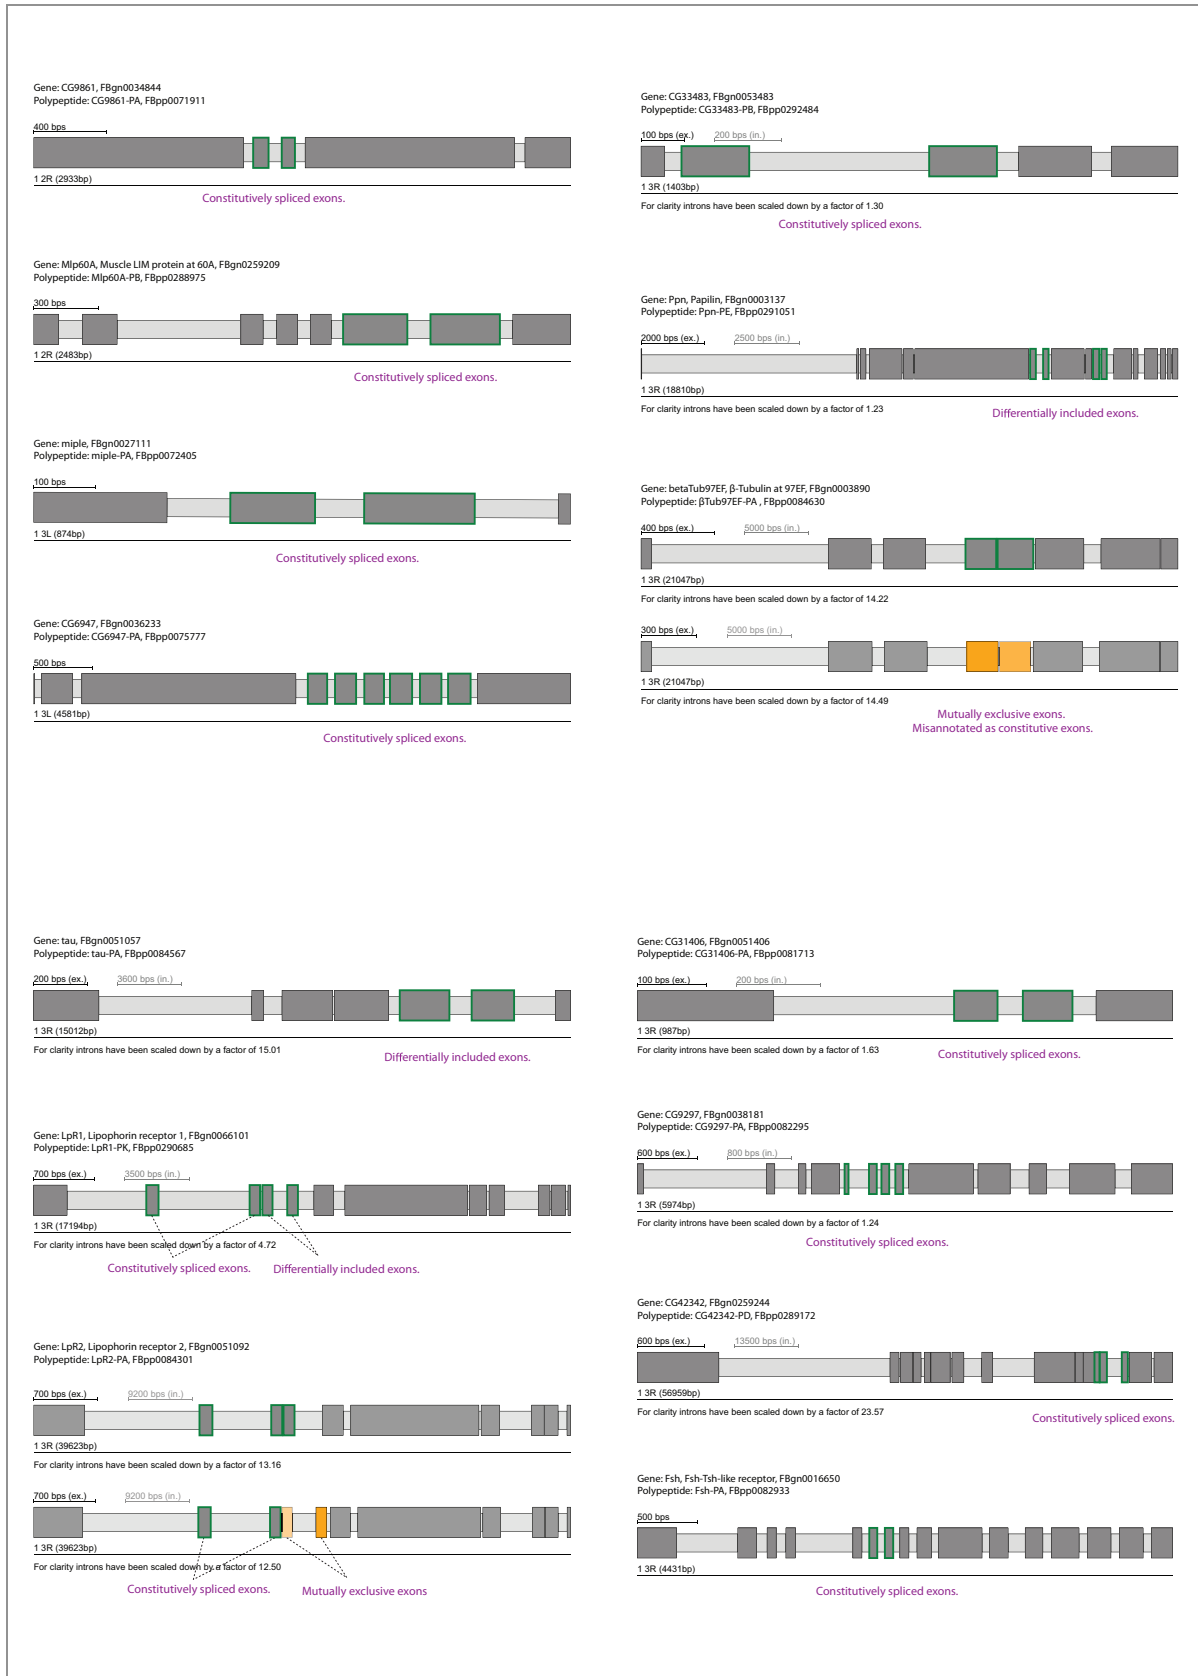 Gene: CG9861, FBgn0034844
Polypeptide: CG9861-PA, FBpp0071911
400 bps
1 2R (2933bp)
Constitutively spliced exons.
Gene: Mlp60A, Muscle LIM protein at 60A, FBgn0259209
Polypeptide: Mlp60A-PB, FBpp0288975
300 bps
1 2R (2483bp)
Constitutively spliced exons.
Gene: miple, FBgn0027111
Polypeptide: miple-PA, FBpp0072405
100 bps
1 3L (874bp)
Constitutively spliced exons.
Gene: CG6947, FBgn0036233
Polypeptide: CG6947-PA, FBpp0075777
500 bps
1 3L (4581bp)
Constitutively spliced exons.
Gene: CG33483, FBgn0053483
Polypeptide: CG33483-PB, FBpp0292484
100 bps (ex.) 200 bps (in.)
1 3R (1403bp)
For clarity introns have been scaled down by a factor of 1.30
Constitutively spliced exons.
Gene: Ppn, Papilin, FBgn0003137
Polypeptide: Ppn-PE, FBpp0291051
2000 bps (ex.) 2500 bps (in.)
1 3R (18810bp)
For clarity introns have been scaled down by a factor of 1.23
Differentially included exons.
Gene: betaTub97EF, β-Tubulin at 97EF, FBgn0003890
Polypeptide: βTub97EF-PA , FBpp0084630
400 bps (ex.) 5000 bps (in.)
1 3R (21047bp)
For clarity introns have been scaled down by a factor of 14.22
300 bps (ex.) 5000 bps (in.)
1 3R (21047bp)
For clarity introns have been scaled down by a factor of 14.49
Mutually exclusive exons.
Misannotated as constitutive exons.
Gene: tau, FBgn0051057
Polypeptide: tau-PA, FBpp0084567
200 bps (ex.) 3600 bps (in.)
1 3R (15012bp)
For clarity introns have been scaled down by a factor of 15.01
Differentially included exons.
Gene: LpR1, Lipophorin receptor 1, FBgn0066101
Polypeptide: LpR1-PK, FBpp0290685
700 bps (ex.) 3500 bps (in.)
1 3R (17194bp)
For clarity introns have been scaled down by a factor of 4.72
Constitutively spliced exons. Differentially included exons.
Gene: LpR2, Lipophorin receptor 2, FBgn0051092
Polypeptide: LpR2-PA, FBpp0084301
700 bps (ex.) 9200 bps (in.)
1 3R (39623bp)
For clarity introns have been scaled down by a factor of 13.16
700 bps (ex.) 9200 bps (in.)
1 3R (39623bp)
For clarity introns have been scaled down by a factor of 12.50
Constitutively spliced exons. Mutually exclusive exons
Gene: CG31406, FBgn0051406
Polypeptide: CG31406-PA, FBpp0081713
100 bps (ex.) 200 bps (in.)
1 3R (987bp)
For clarity introns have been scaled down by a factor of 1.63
Constitutively spliced exons.
Gene: CG9297, FBgn0038181
Polypeptide: CG9297-PA, FBpp0082295
600 bps (ex.) 800 bps (in.)
1 3R (5974bp)
For clarity introns have been scaled down by a factor of 1.24
Constitutively spliced exons.
Gene: CG42342, FBgn0259244
Polypeptide: CG42342-PD, FBpp0289172
600 bps (ex.) 13500 bps (in.)
1 3R (56959bp)
For clarity introns have been scaled down by a factor of 23.57
Constitutively spliced exons.
Gene: Fsh, Fsh-Tsh-like receptor, FBgn0016650
Polypeptide: Fsh-PA, FBpp0082933
500 bps
1 3R (4431bp)
Constitutively spliced exons.